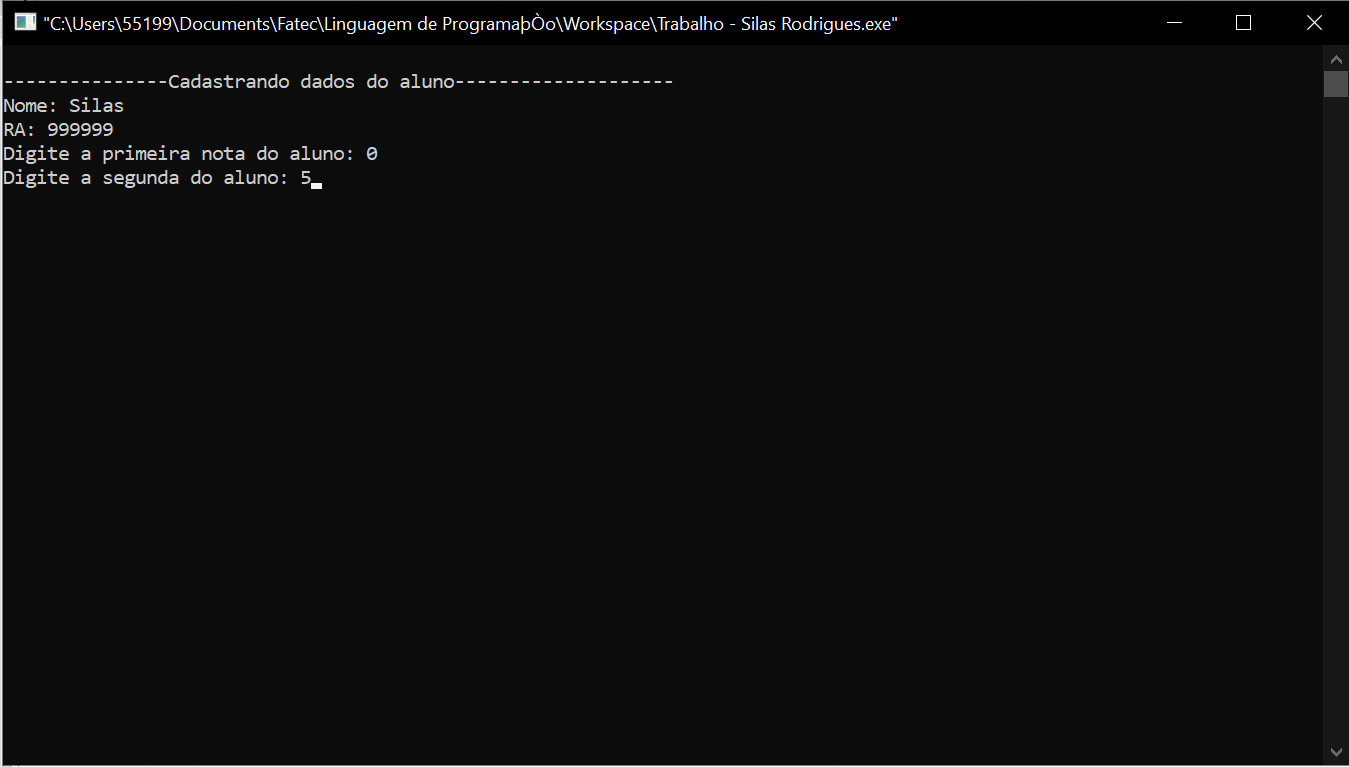 "C:\Users\55199\Documents\Fatec\Linguagem de ProgramaþÒo\Workspace\Trabalho - Silas Rodrigues.exe"
---------------Cadastrando dados do aluno--------------------
Nome: Silas
RA: 999999
Digite a primeira nota do aluno: 0
Digite a segunda do aluno: 5